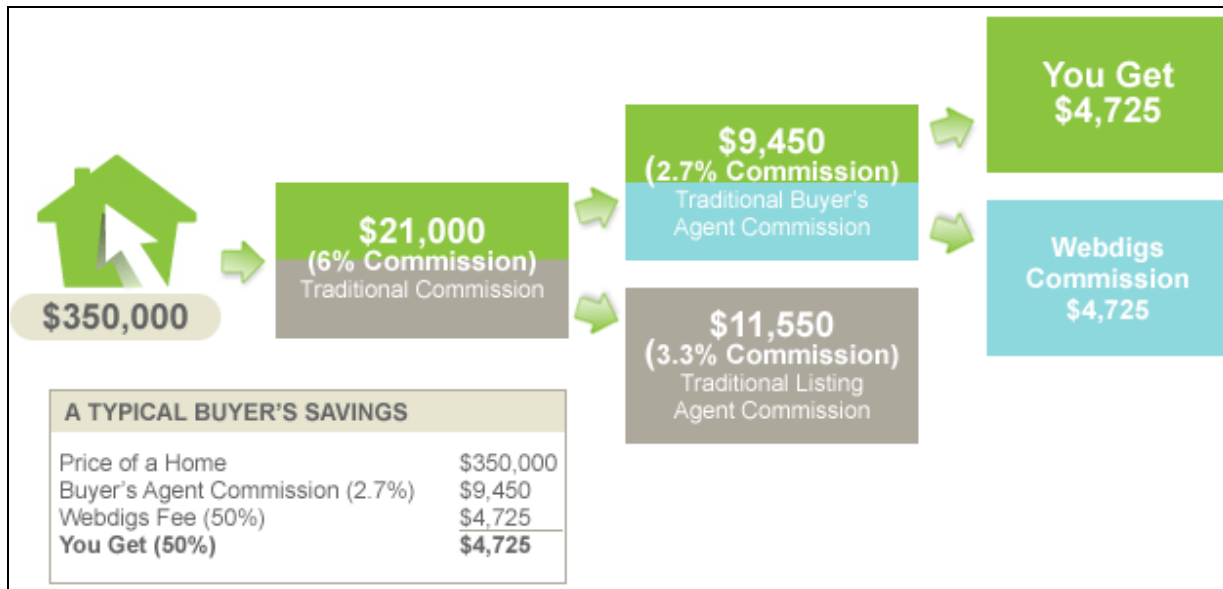 $350,000
$21,000
(6% Commission)
Traditional Commission
$9,450
(2.7% Commission)
Traditional Buyer's
Agent Commission
$11,550
(3.3% Commission)
Traditional Listing
Agent Commission
You Get
$4,725
Webdigs
Commission
$4,725
A TYPICAL BUYER'S SAVINGS
Price of a Home $350,000
Buyer's Agent Commission (2.7%) $9,450
Webdigs Fee (50%) $4,725
You Get (50%) $4,725